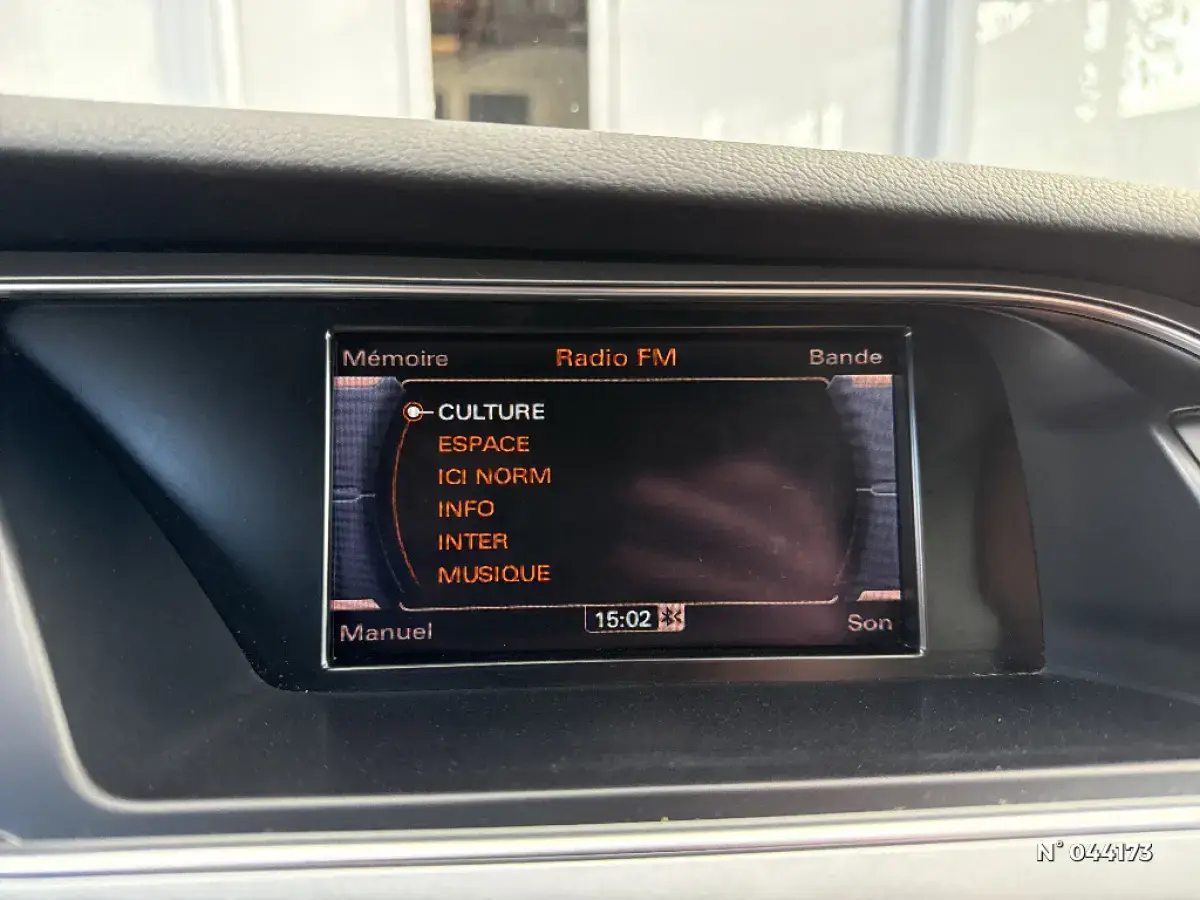 Mémoire Radio FM Bande
CULTURE
ESPACE
ICI NORM
INFO
INTER
MUSIQUE
Manuel 15:02 Son
N° 044173